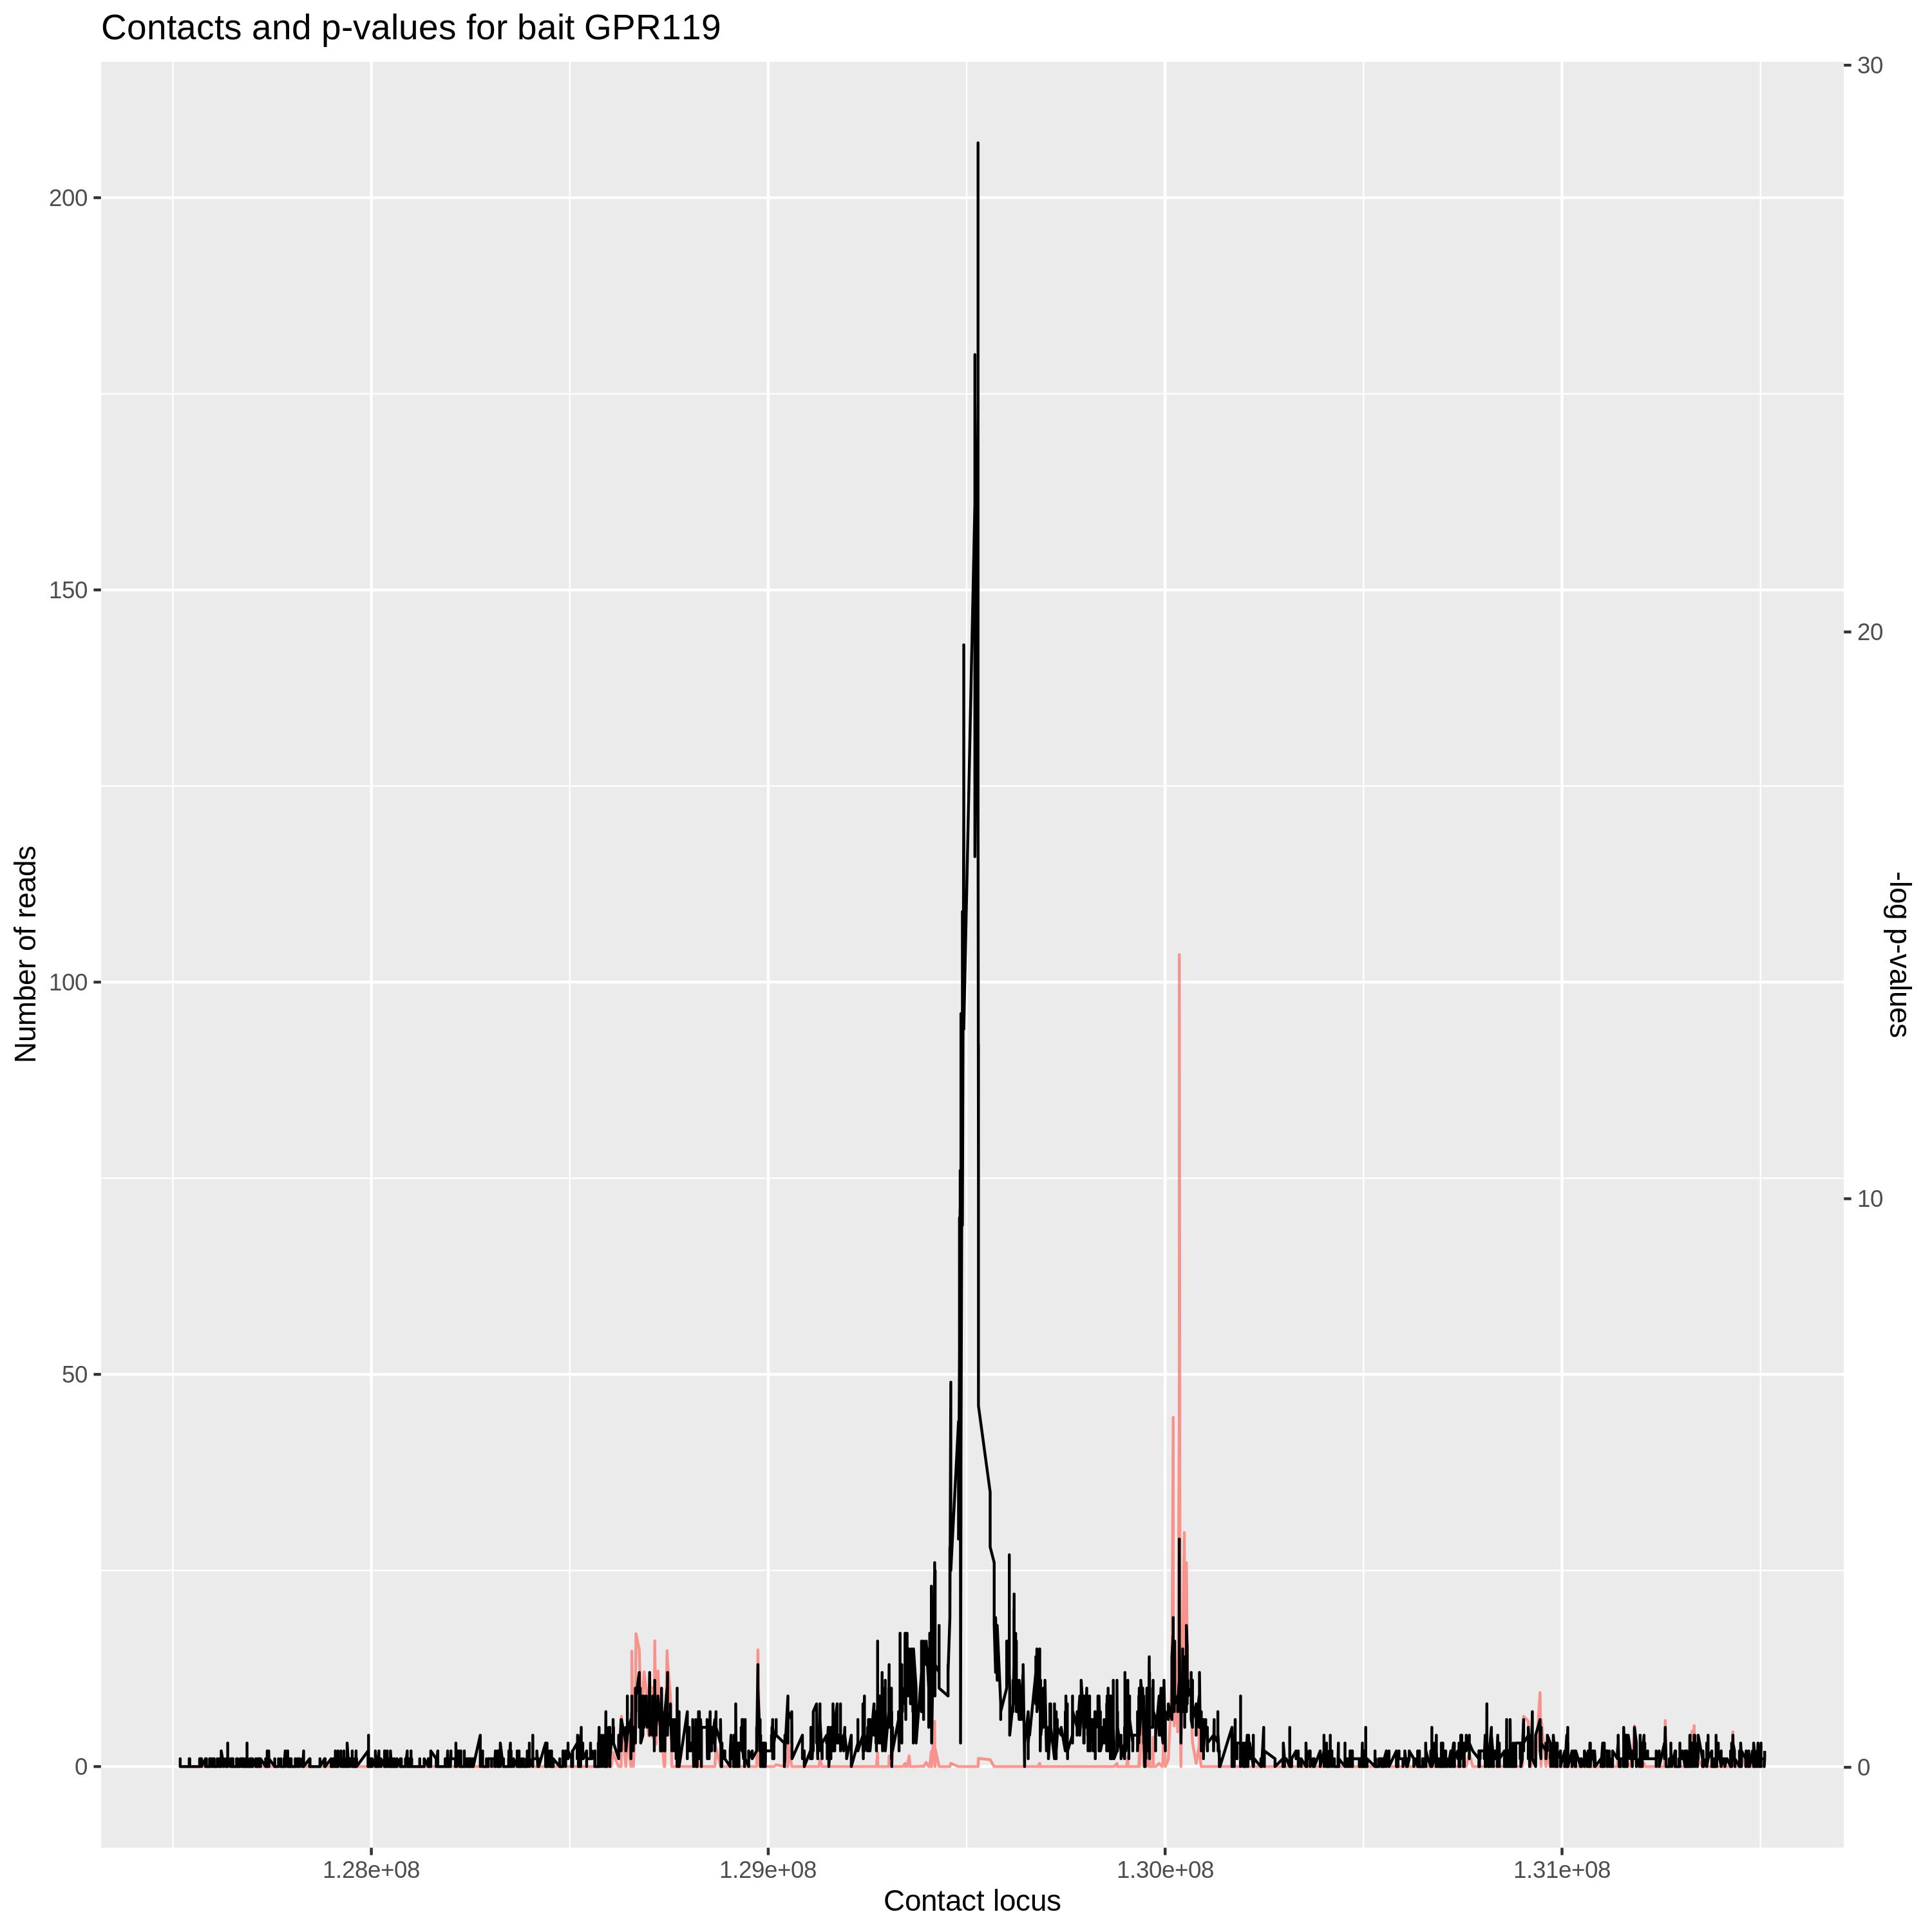 Contacts and p-values for bait GPR119
Number of reads
200
150
100
50
0
30
20
10
0
-log p-values
1.28e+08 1.29e+08 1.30e+08 1.31e+08
Contact locus